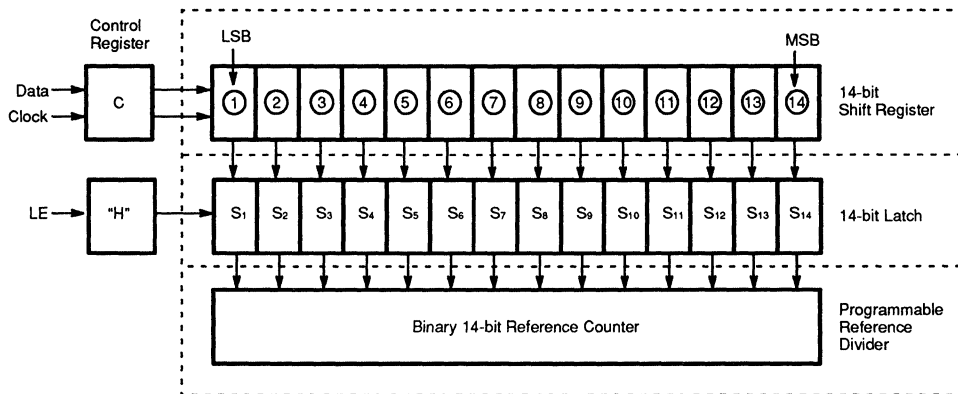 Control
Register
LSB
MSB
Data
Clock
C
1 2 3 4 5 6 7 8 9 10 11 12 13 14
14-bit
Shift Register
LE
"H"
S1 S2 S3 S4 S5 S6 S7 S8 S9 S10 S11 S12 S13 S14
14-bit Latch
Binary 14-bit Reference Counter
Programmable
Reference
Divider